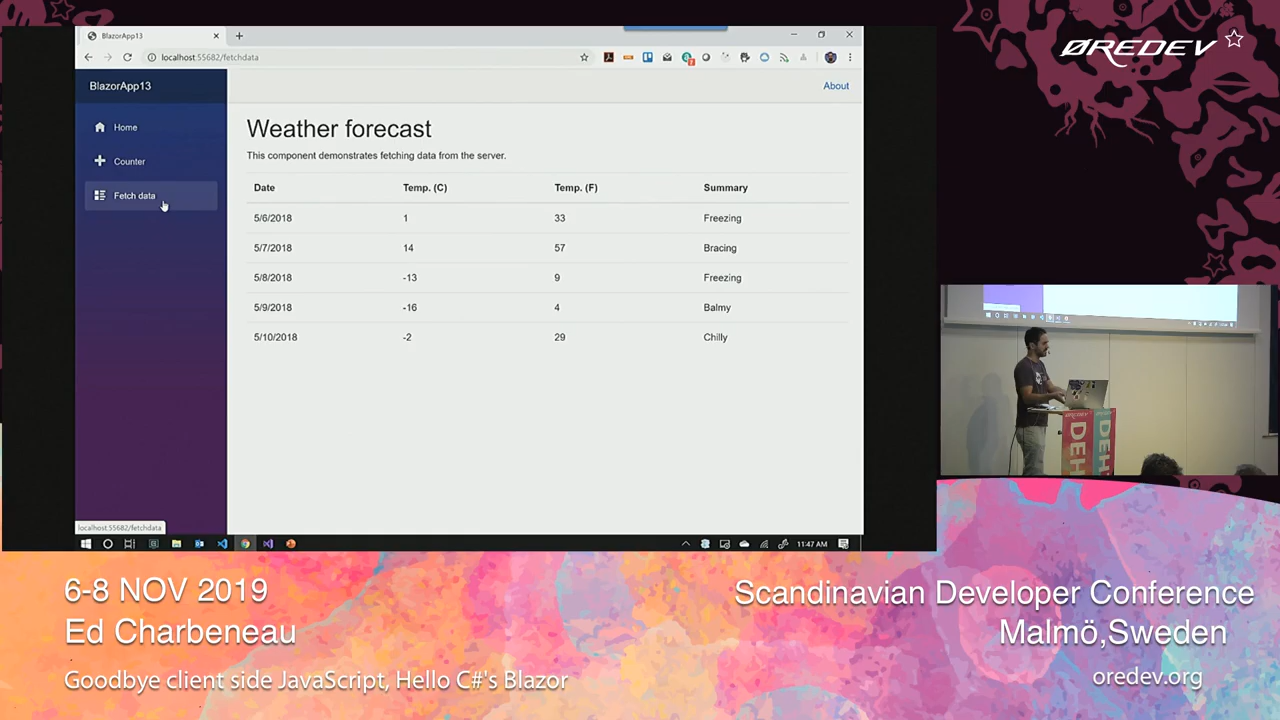 BlazorApp13
localhost:55682/fetchdata
ØREDEV
BlazorApp13
About
Home
Counter
Fetch data
Weather forecast
This component demonstrates fetching data from the server.
Date Temp. (C) Temp. (F) Summary
5/6/2018 1 33 Freezing
5/7/2018 14 57 Bracing
5/8/2018 -13 9 Freezing
5/9/2018 -16 4 Balmy
5/10/2018 -2 29 Chilly
localhost:55682/fetchdata
11:47 AM
DEH
DEH
6-8 NOV 2019
Ed Charbeneau
Goodbye client side JavaScript, Hello C#'s Blazor
Scandinavian Developer Conference
Malmö,Sweden
oredev.org